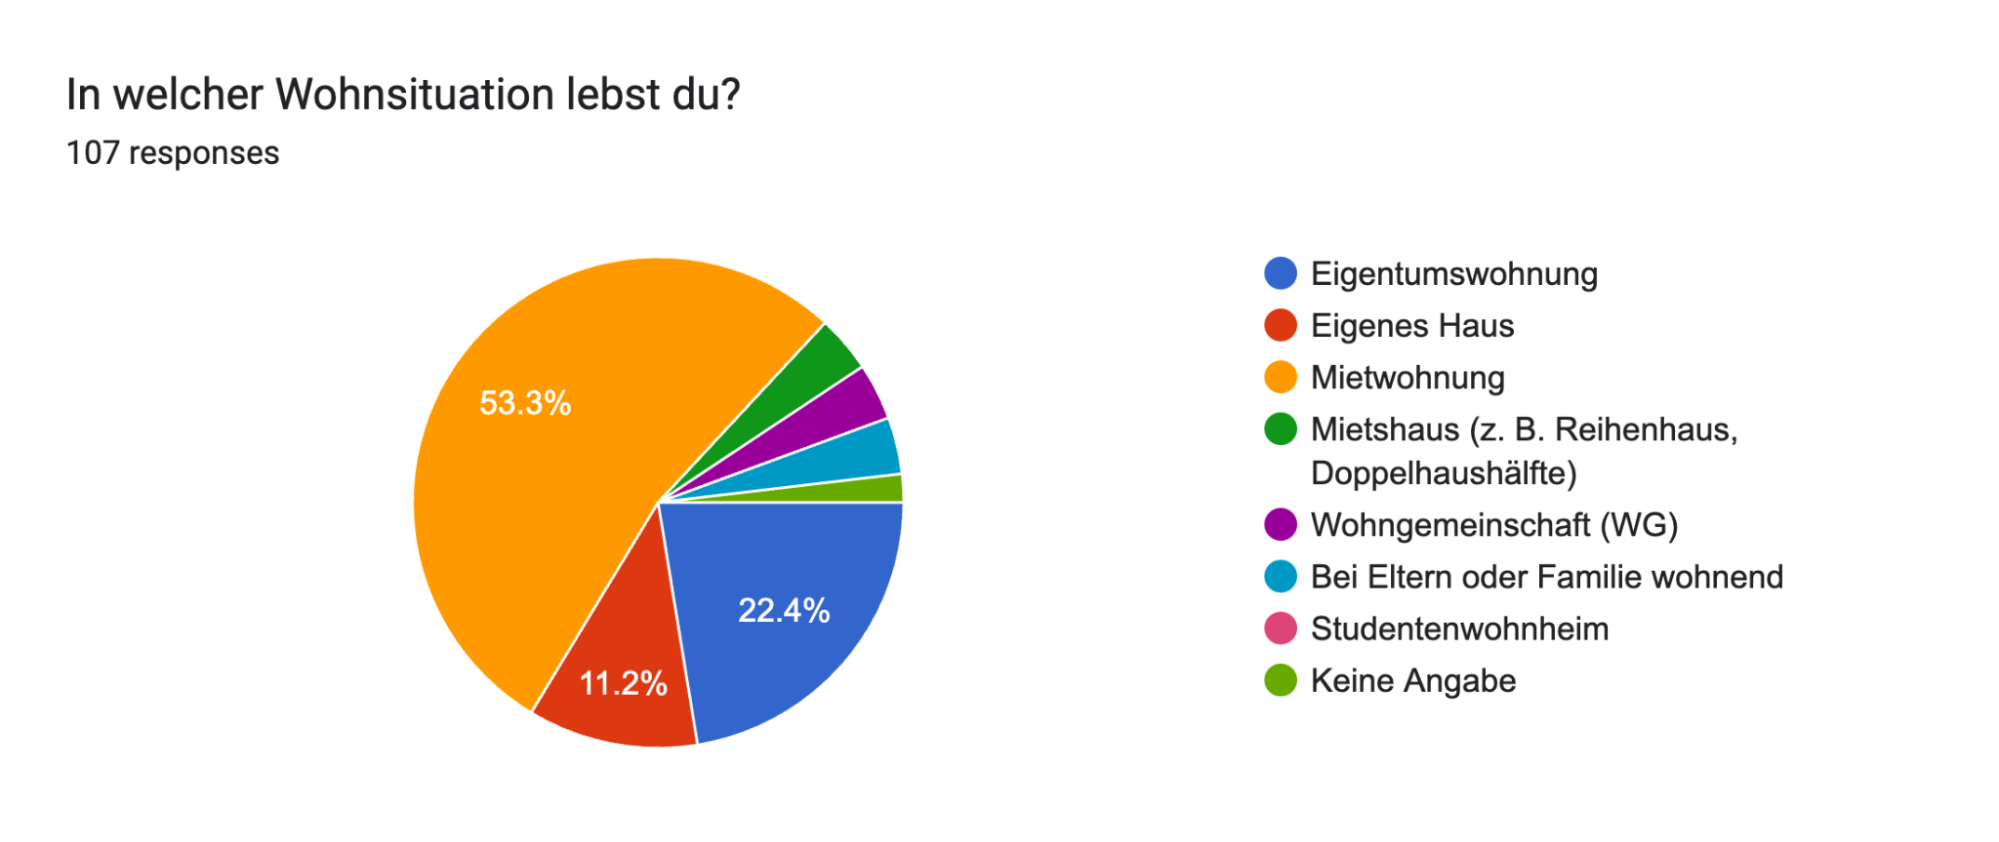 In welcher Wohnsituation lebst du?
107 responses
53.3%
11.2%
22.4%
Eigentumswohnung
Eigenes Haus
Mietwohnung
Mietshaus (z. B. Reihenhaus,
Doppelhaushälfte)
Wohngemeinschaft (WG)
Bei Eltern oder Familie wohnend
Studentenwohnheim
Keine Angabe